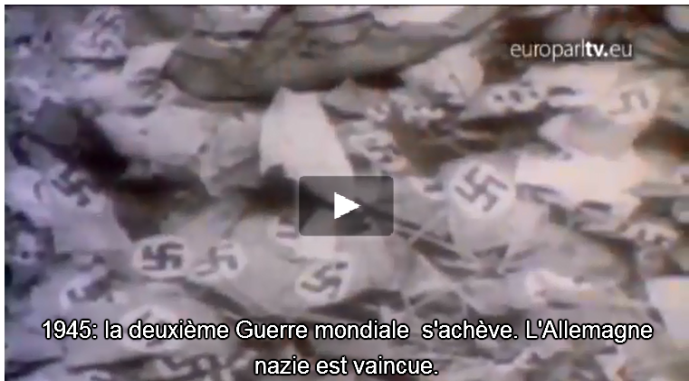 europarltv.eu
1945: la deuxième Guerre mondiale  s'achève. L'Allemagne
nazie est vaincue.